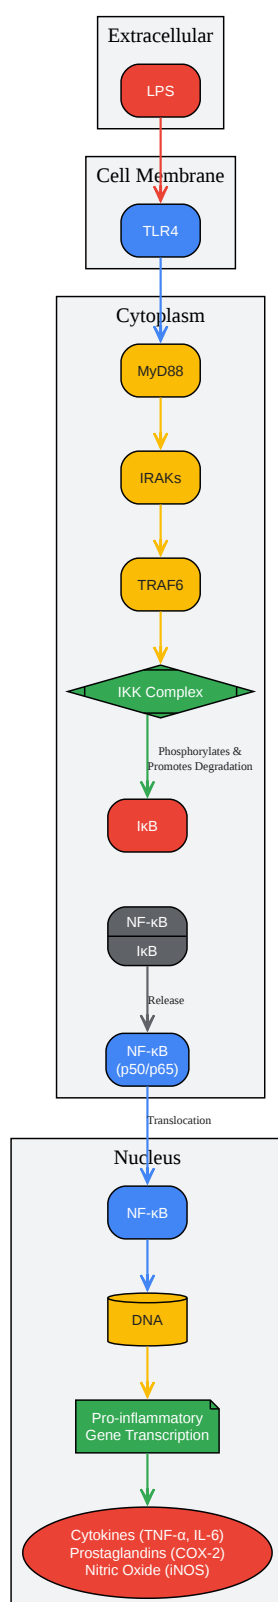 Extracellular
LPS
Cell Membrane
TLR4
Cytoplasm
MyD88
IRAKs
TRAF6
IKK Complex
Phosphorylates &
Promotes Degradation
IκB
NF-κB
IκB
Release
NF-κB
(p50/p65)
Translocation
Nucleus
NF-κB
DNA
Pro-inflammatory
Gene Transcription
Cytokines (TNF-α, IL-6)
Prostaglandins (COX-2)
Nitric Oxide (iNOS)